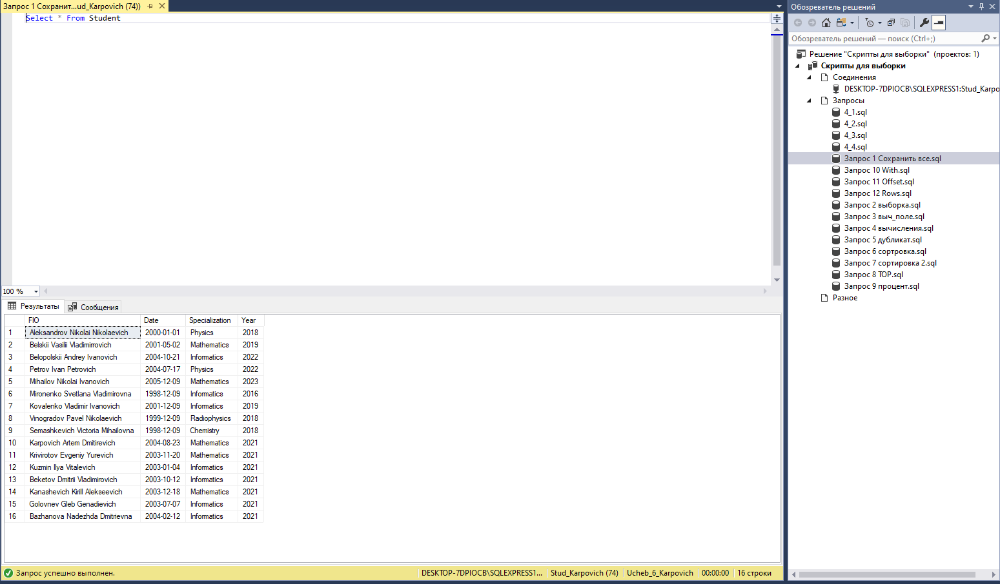 Запрос 1 Сохранит...ud_Karpovich (74))
Select * From Student
100 %
Результаты Сообщения
FIO Date Specialization Year
1 Aleksandrov Nikolai Nikolaevich 2000-01-01 Physics 2018
2 Belskii Vasilii Vladimirrovich 2001-05-02 Mathematics 2019
3 Belopolskii Andrey Ivanovich 2004-10-21 Informatics 2022
4 Petrov Ivan Petrovich 2004-07-17 Physics 2022
5 Mihailov Nikolai Ivanovich 2005-12-09 Mathematics 2023
6 Mironenko Svetlana Vladimirovna 1998-12-09 Informatics 2016
7 Kovalenko Vladimir Ivanovich 2001-12-09 Informatics 2019
8 Vinogradov Pavel Nikolaevich 1999-12-09 Radiophysics 2018
9 Semashkevich Victoria Mihailovna 1998-12-09 Chemistry 2018
10 Karpovich Artem Dmitirevich 2004-08-23 Mathematics 2021
11 Krivirotov Evgeniy Yurevich 2003-11-20 Mathematics 2021
12 Kuzmin Ilya Vitalevich 2003-01-04 Informatics 2021
13 Beketov Dmitrii Vladimirovich 2003-10-12 Informatics 2021
14 Kanashevich Kirill Alekseevich 2003-12-18 Mathematics 2021
15 Golovnev Gleb Genadievich 2003-07-07 Informatics 2021
16 Bazhanova Nadezhda Dmitrievna 2004-02-12 Informatics 2021
Запрос успешно выполнен. DESKTOP-7DPIOCB\SQLEXPRESS1... Stud_Karpovich (74) Ucheb_6_Karpovich 00:00:00 16 строки
Обозреватель решений
Обозреватель решений — поиск (Ctrl+;)
Решение "Скрипты для выборки" (проектов: 1)
Скрипты для выборки
Соединения
DESKTOP-7DPIOCB\SQLEXPRESS1:Stud_Karpo
Запросы
4_1.sql
4_2.sql
4_3.sql
4_4.sql
Запрос 1 Сохранить все.sql
Запрос 10 With.sql
Запрос 11 Offset.sql
Запрос 12 Rows.sql
Запрос 2 выборка.sql
Запрос 3 выч_поле.sql
Запрос 4 вычисления.sql
Запрос 5 дубликат.sql
Запрос 6 сортровка.sql
Запрос 7 сортировка 2.sql
Запрос 8 TOP.sql
Запрос 9 процент.sql
Разное